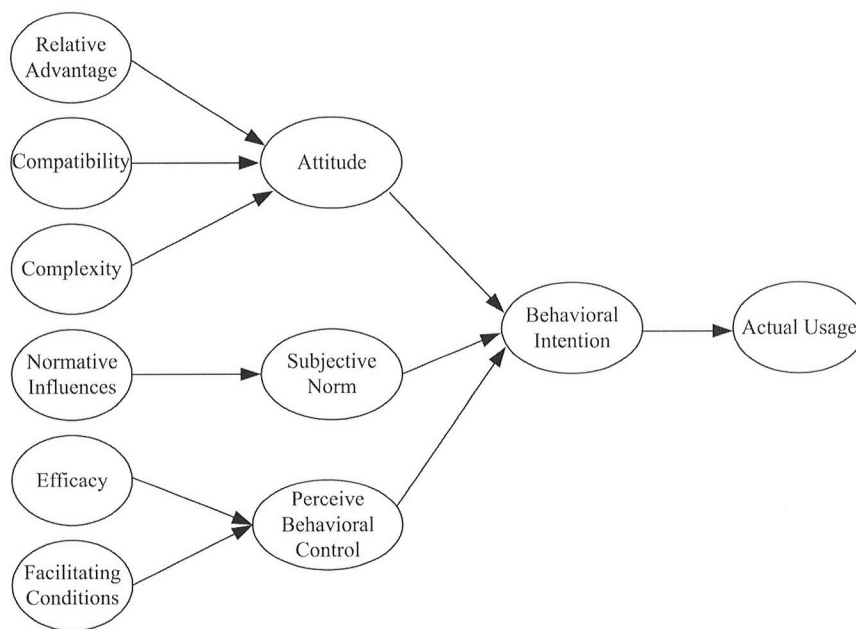 Relative
Advantage
Compatibility
Attitude
Complexity
Behavioral
Intention
Actual Usage
Normative
Influences
Subjective
Norm
Efficacy
Perceive
Behavioral
Control
Facilitating
Conditions